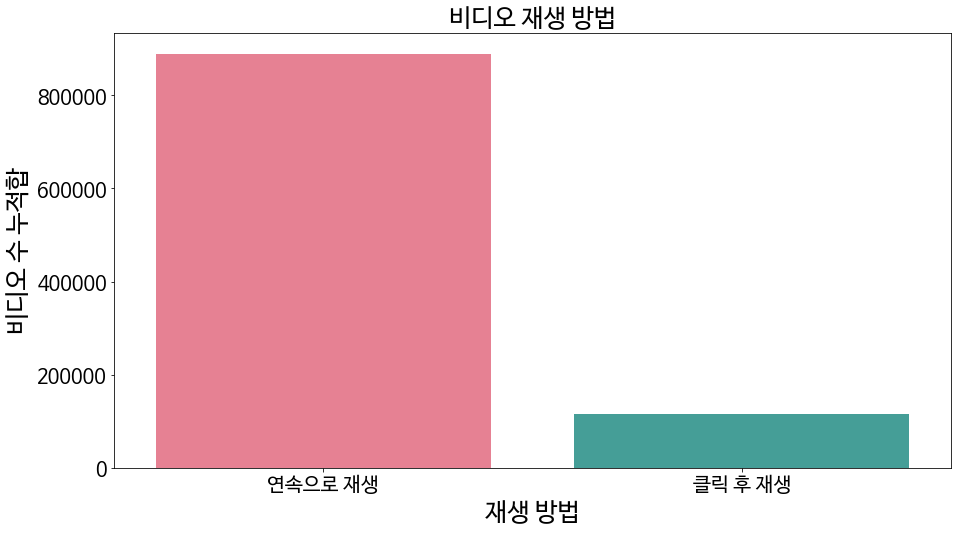 비디오 재생 방법
비디오 수 누적합
800000
600000
400000
200000
0
연속으로 재생
클릭 후 재생
재생 방법